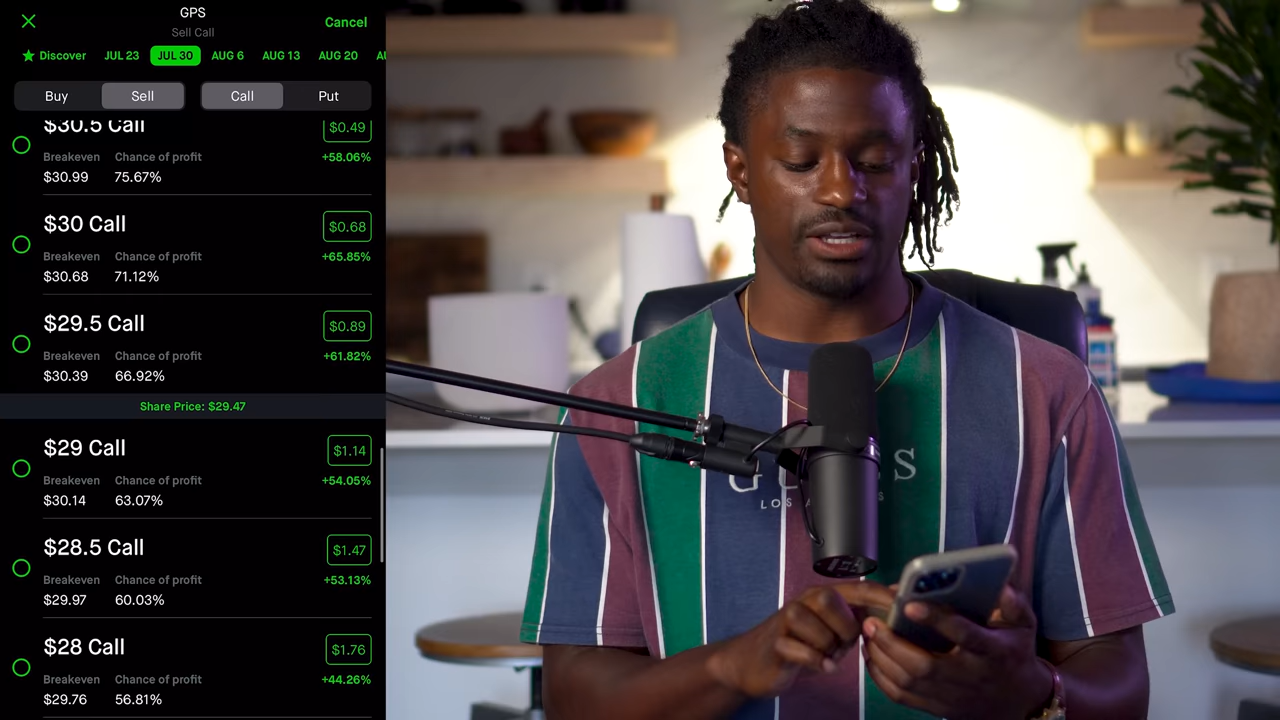 GPS
Sell Call
Cancel
Discover JUL 23 JUL 30 AUG 6 AUG 13 AUG 20
Buy Sell Call Put
$30.5 Call $0.49
Breakeven Chance of profit +58.06%
$30.99 75.67%
$30 Call $0.68
Breakeven Chance of profit +65.85%
$30.68 71.12%
$29.5 Call $0.89
Breakeven Chance of profit +61.82%
$30.39 66.92%
Share Price: $29.47
$29 Call $1.14
Breakeven Chance of profit +54.05%
$30.14 63.07%
$28.5 Call $1.47
Breakeven Chance of profit +53.13%
$29.97 60.03%
$28 Call $1.76
Breakeven Chance of profit +44.26%
$29.76 56.81%